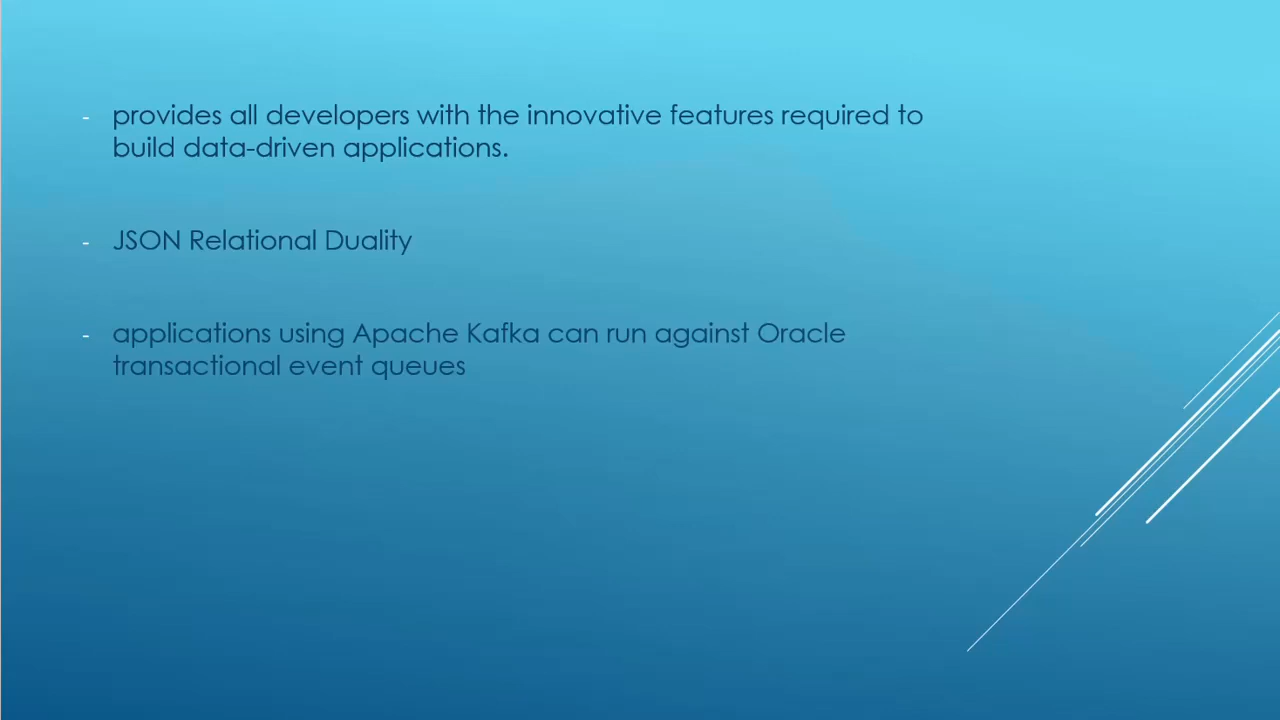 - provides all developers with the innovative features required to
build data-driven applications.
- JSON Relational Duality
- applications using Apache Kafka can run against Oracle
transactional event queues